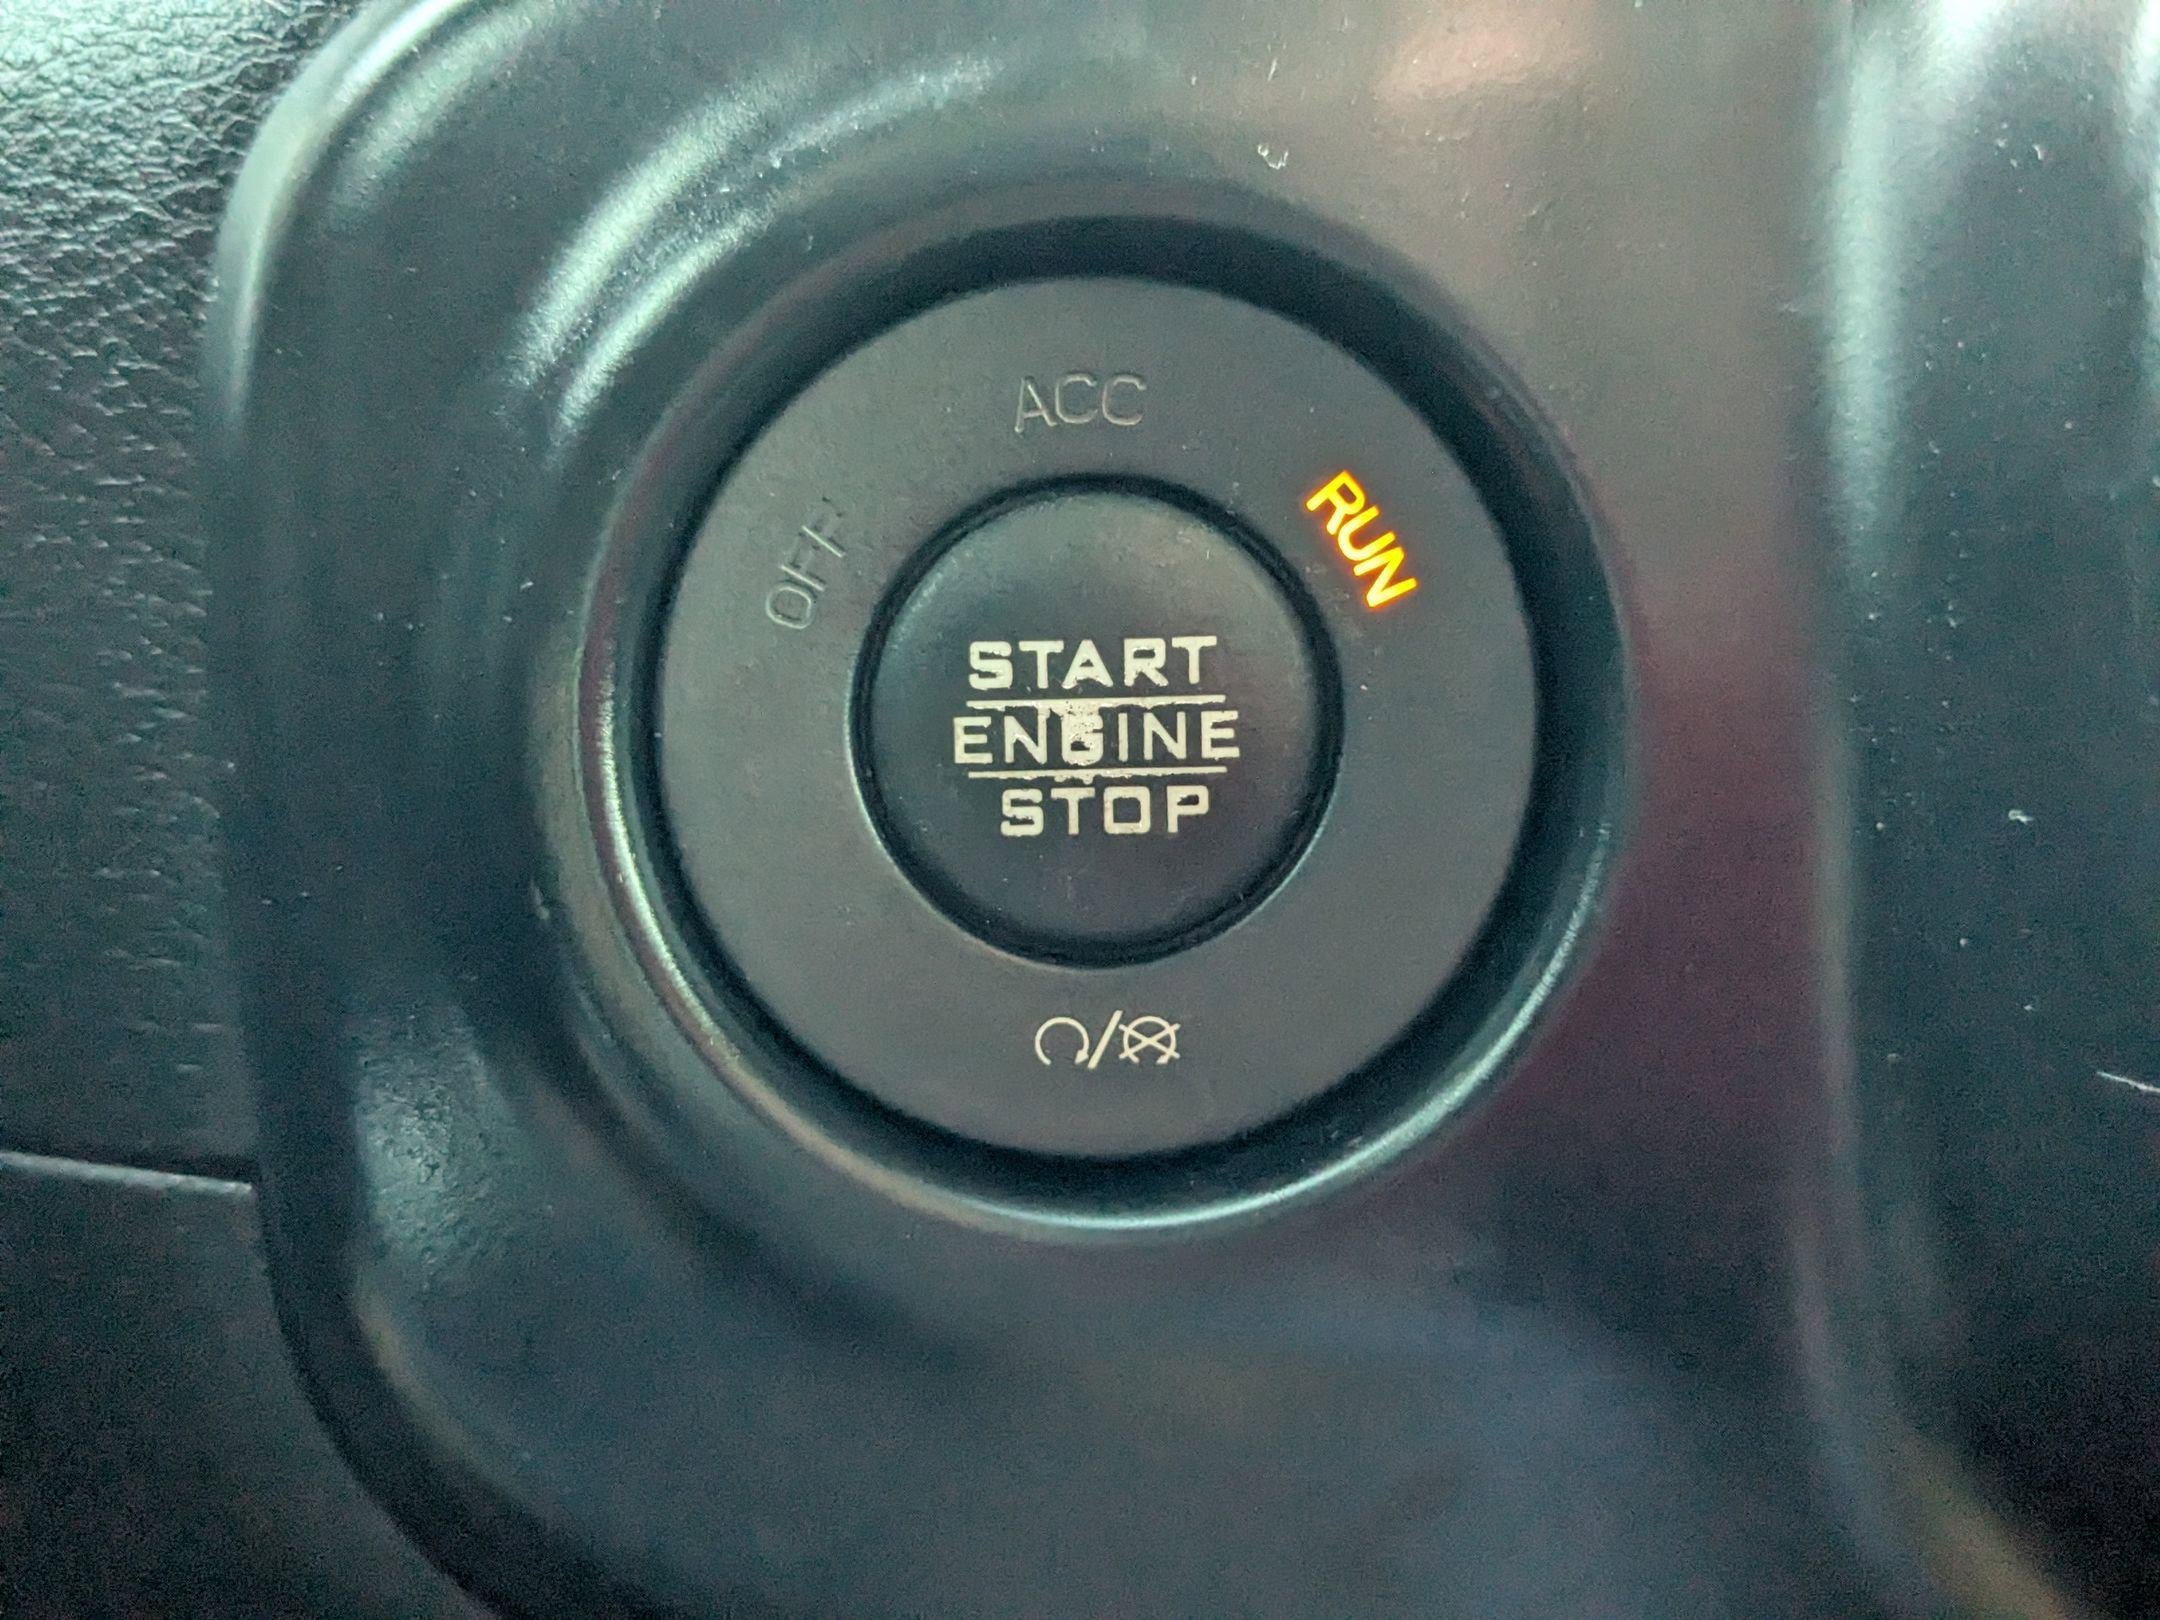 ACC
OFF
RUN
START
ENGINE
STOP